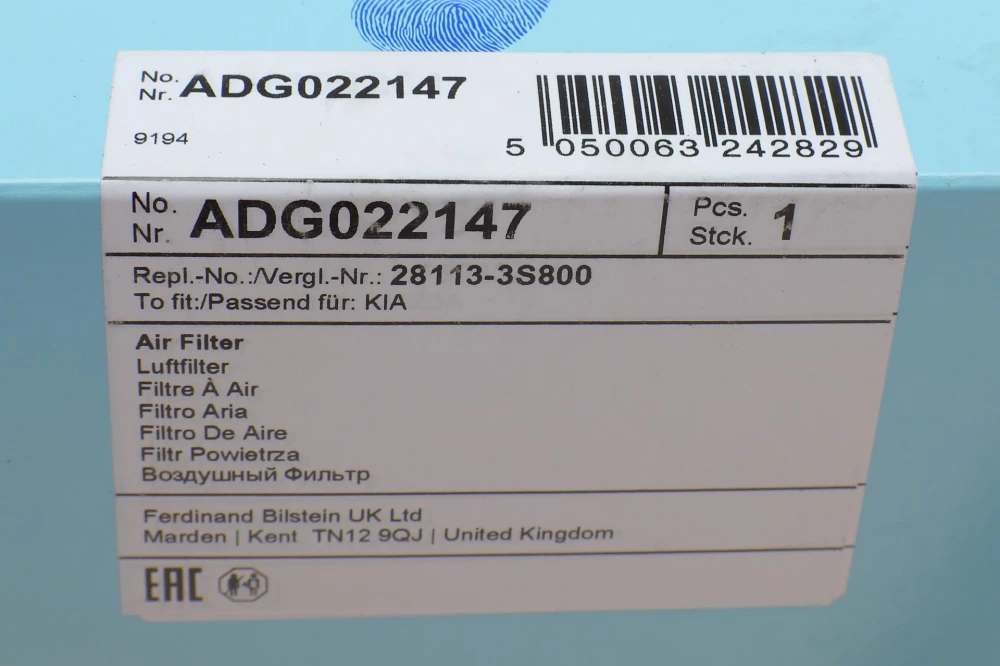 No.
Nr. ADG022147
9194
5 050063 242829
No.
Nr. ADG022147
Pcs.
Stck. 1
Repl.-No.:/Vergl.-Nr.: 28113-3S800
To fit:/Passend für: KIA
Air Filter
Luftfilter
Filtre À Air
Filtro Aria
Filtro De Aire
Filtr Powietrza
Воздушный Фильтр
Ferdinand Bilstein UK Ltd
Marden | Kent TN12 9QJ | United Kingdom
EAC